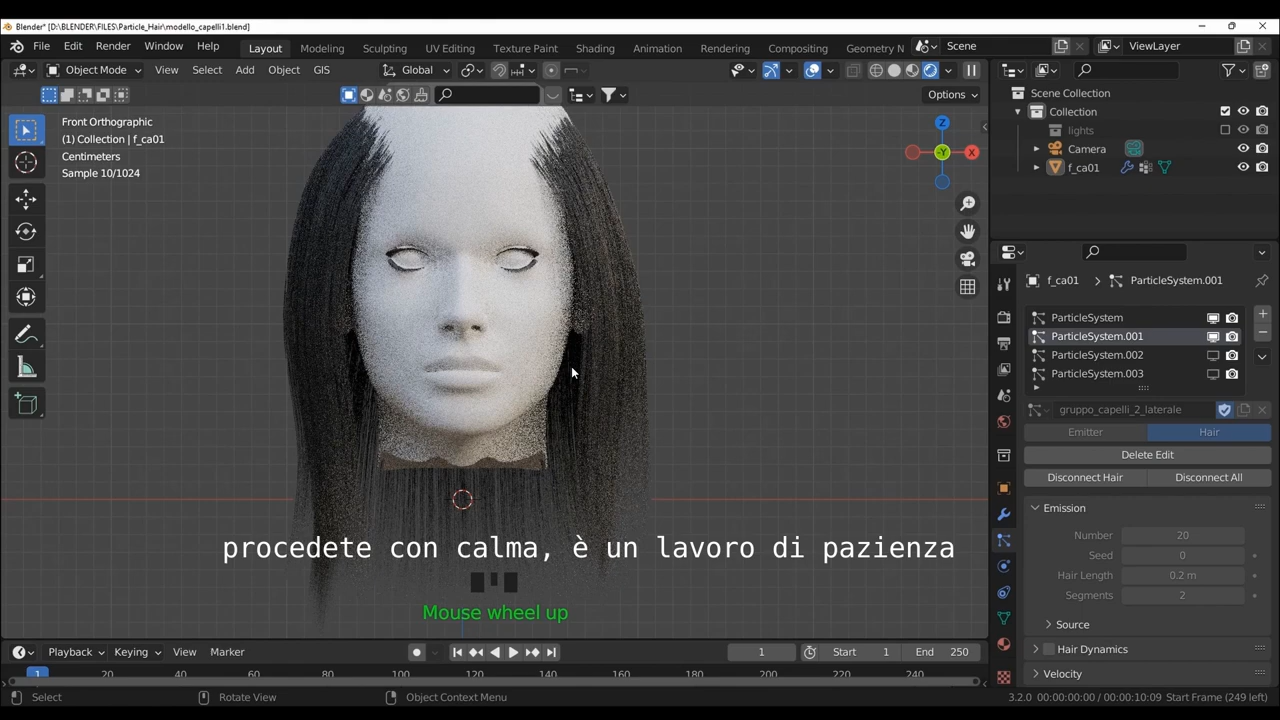 Blender* [D:\BLENDER\FILES\Particle_Hair\modello_capelli1.blend]
File Edit Render Window Help Layout Modeling Sculpting UV Editing Texture Paint Shading Animation Rendering Compositing Geometry N Scene ViewLayer
Object Mode View Select Add Object GIS Global
Options
Front Orthographic
(1) Collection | f_ca01
Centimeters
Sample 10/1024
Z
-Y X
Scene Collection
Collection
lights
Camera
f_ca01
f_ca01 > ParticleSystem.001
ParticleSystem
ParticleSystem.001
ParticleSystem.002
ParticleSystem.003
gruppo_capelli_2_laterale
Emitter Hair
Delete Edit
Disconnect Hair Disconnect All
Emission
Number 20
Seed 0
Hair Length 0.2 m
Segments 2
Source
Hair Dynamics
Velocity
procedete con calma, è un lavoro di pazienza
Mouse wheel up
Playback Keying View Marker 1 Start 1 End 250
1 20 40 60 80 100 120 140 160 180 200 220 240
Select Rotate View Object Context Menu 3.2.0 00:00:00:00 / 00:00:10:09 Start Frame (249 left)